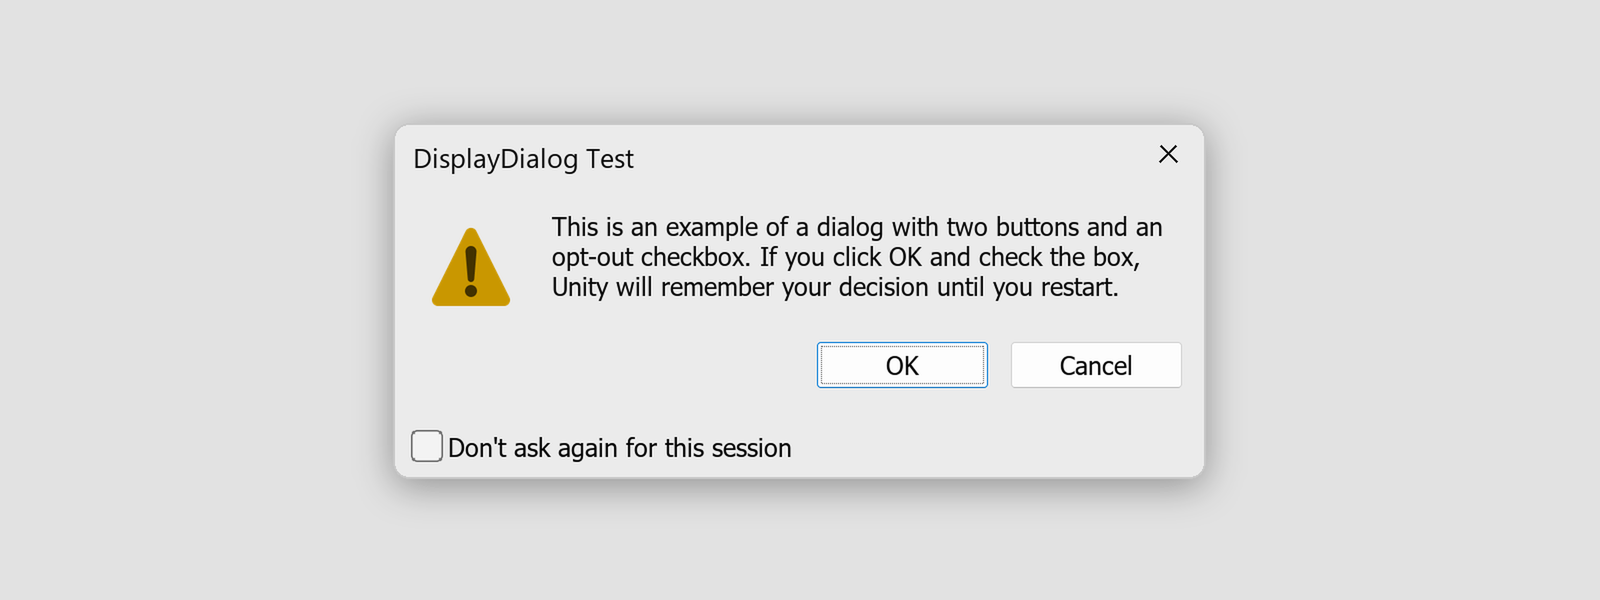 DisplayDialog Test
This is an example of a dialog with two buttons and an
opt-out checkbox. If you click OK and check the box,
Unity will remember your decision until you restart.
OK
Cancel
Don't ask again for this session